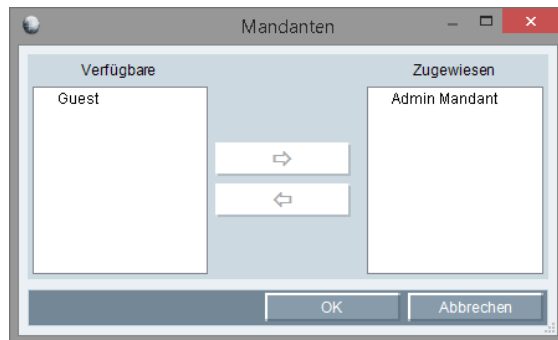 Mandanten
Verfügbare
Zugewiesen
Guest
Admin Mandant
OK
Abbrechen